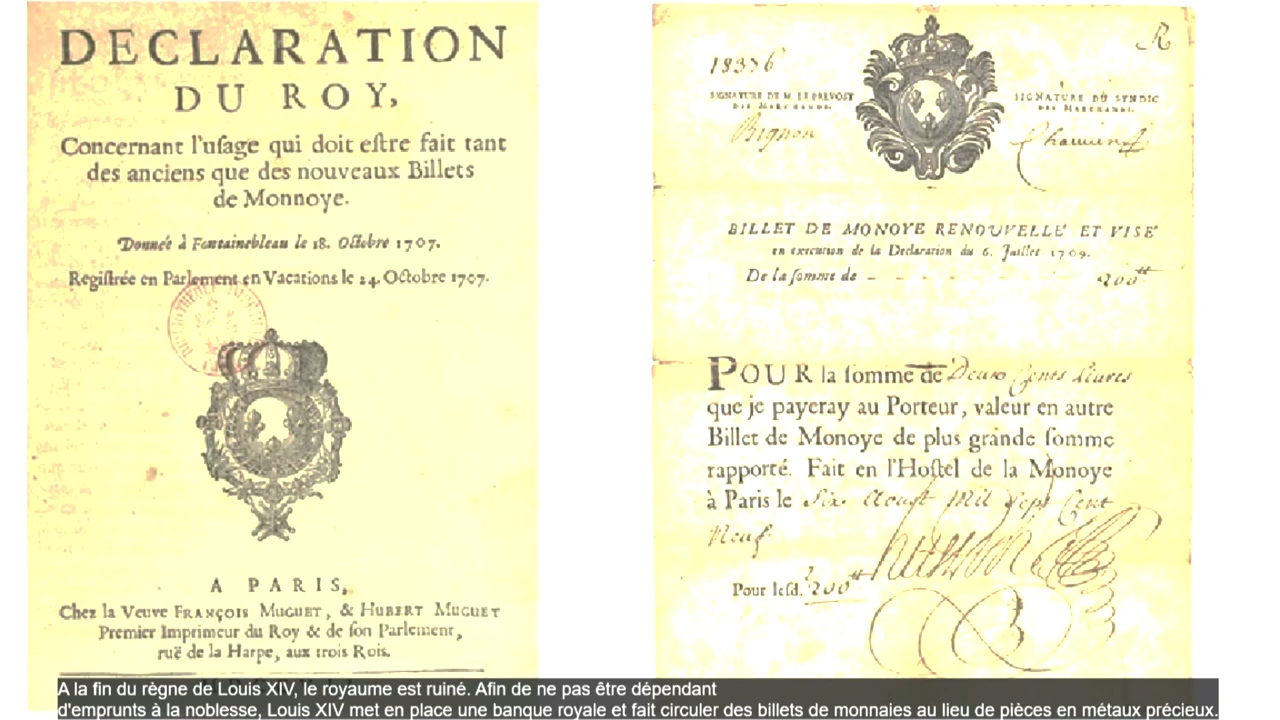 DECLARATION
DU ROY,
Concernant l'uſage qui doit eſtre fait tant
des anciens que des nouveaux Billets
de Monnoye.
Donnée à Fontainebleau le 18. Octobre 1707.
Regiſtrée en Parlement en Vacations le 24. Octobre 1707.
A PARIS,
Chez la Veuve FRANÇOIS MUGUET, & HUBERT MUGUET
Premier Imprimeur du Roy & de ſon Parlement,
ruë de la Harpe, aux trois Rois.
18356
R
SIGNATURE DE M. LE PREVOST
DES MARCHANDS.
SIGNATURE DU SYNDIC
DES MARCHANDS.
Bignon
BILLET DE MONOYE RENOUVELLE' ET VISE'
en execution de la Declaration du 6. Juillet 1709.
De la ſomme de - - - - - 200tt
POUR la ſomme de Deux Cents Livres
que je payeray au Porteur, valeur en autre
Billet de Monoye de plus grande ſomme
rapporté. Fait en l'Hoſtel de la Monoye
à Paris le Six Aouſt Mil Sept Cent
Neuf
Pour leſd. 200tt
A la fin du règne de Louis XIV, le royaume est ruiné. Afin de ne pas être dépendant
d'emprunts à la noblesse, Louis XIV met en place une banque royale et fait circuler des billets de monnaies au lieu de pièces en métaux précieux.